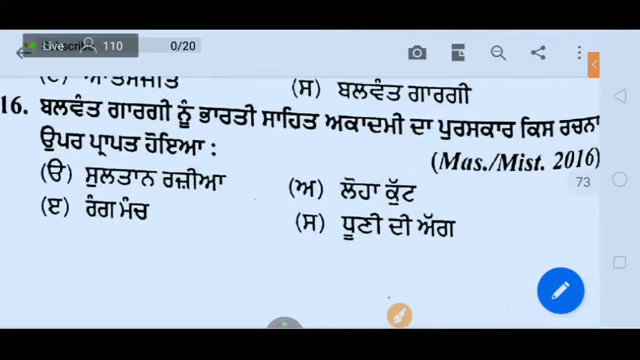 Live 110 0/20
(ਸ) ਬਲਵੰਤ ਗਾਰਗੀ
16. ਬਲਵੰਤ ਗਾਰਗੀ ਨੂੰ ਭਾਰਤੀ ਸਾਹਿਤ ਅਕਾਦਮੀ ਦਾ ਪੁਰਸਕਾਰ ਕਿਸ ਰਚਨਾ
ਉਪਰ ਪ੍ਰਾਪਤ ਹੋਇਆ :
(Mas./Mist. 2016)
73
(ੳ) ਸੁਲਤਾਨ ਰਜ਼ੀਆ (ਅ) ਲੋਹਾ ਕੁੱਟ
(ੲ) ਰੰਗ ਮੰਚ (ਸ) ਧੂਣੀ ਦੀ ਅੱਗ